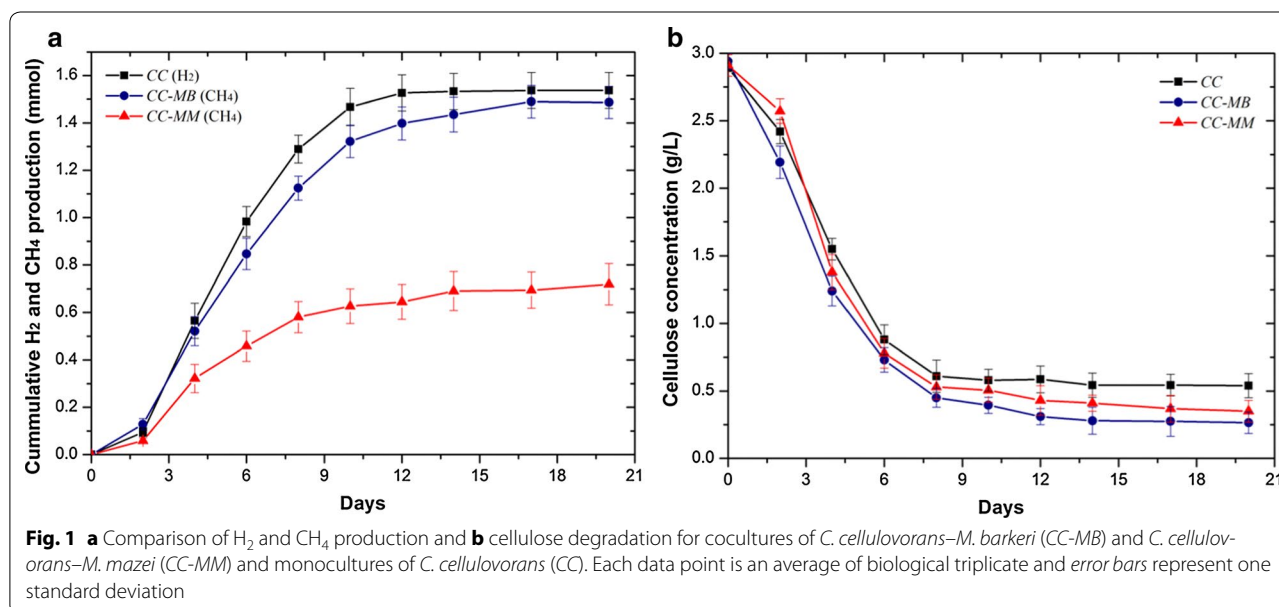 a
Cummulative H2 and CH4 production (mmol)
1.6
1.4
1.2
1.0
0.8
0.6
0.4
0.2
0.0
CC (H2)
CC-MB (CH4)
CC-MM (CH4)
0 3 6 9 12 15 18 21
Days
b
Cellulose concentration (g/L)
3.0
2.5
2.0
1.5
1.0
0.5
0.0
CC
CC-MB
CC-MM
0 3 6 9 12 15 18 21
Days
Fig. 1 a Comparison of H2 and CH4 production and b cellulose degradation for cocultures of C. cellulovorans–M. barkeri (CC-MB) and C. cellulov-
orans–M. mazei (CC-MM) and monocultures of C. cellulovorans (CC). Each data point is an average of biological triplicate and error bars represent one
standard deviation